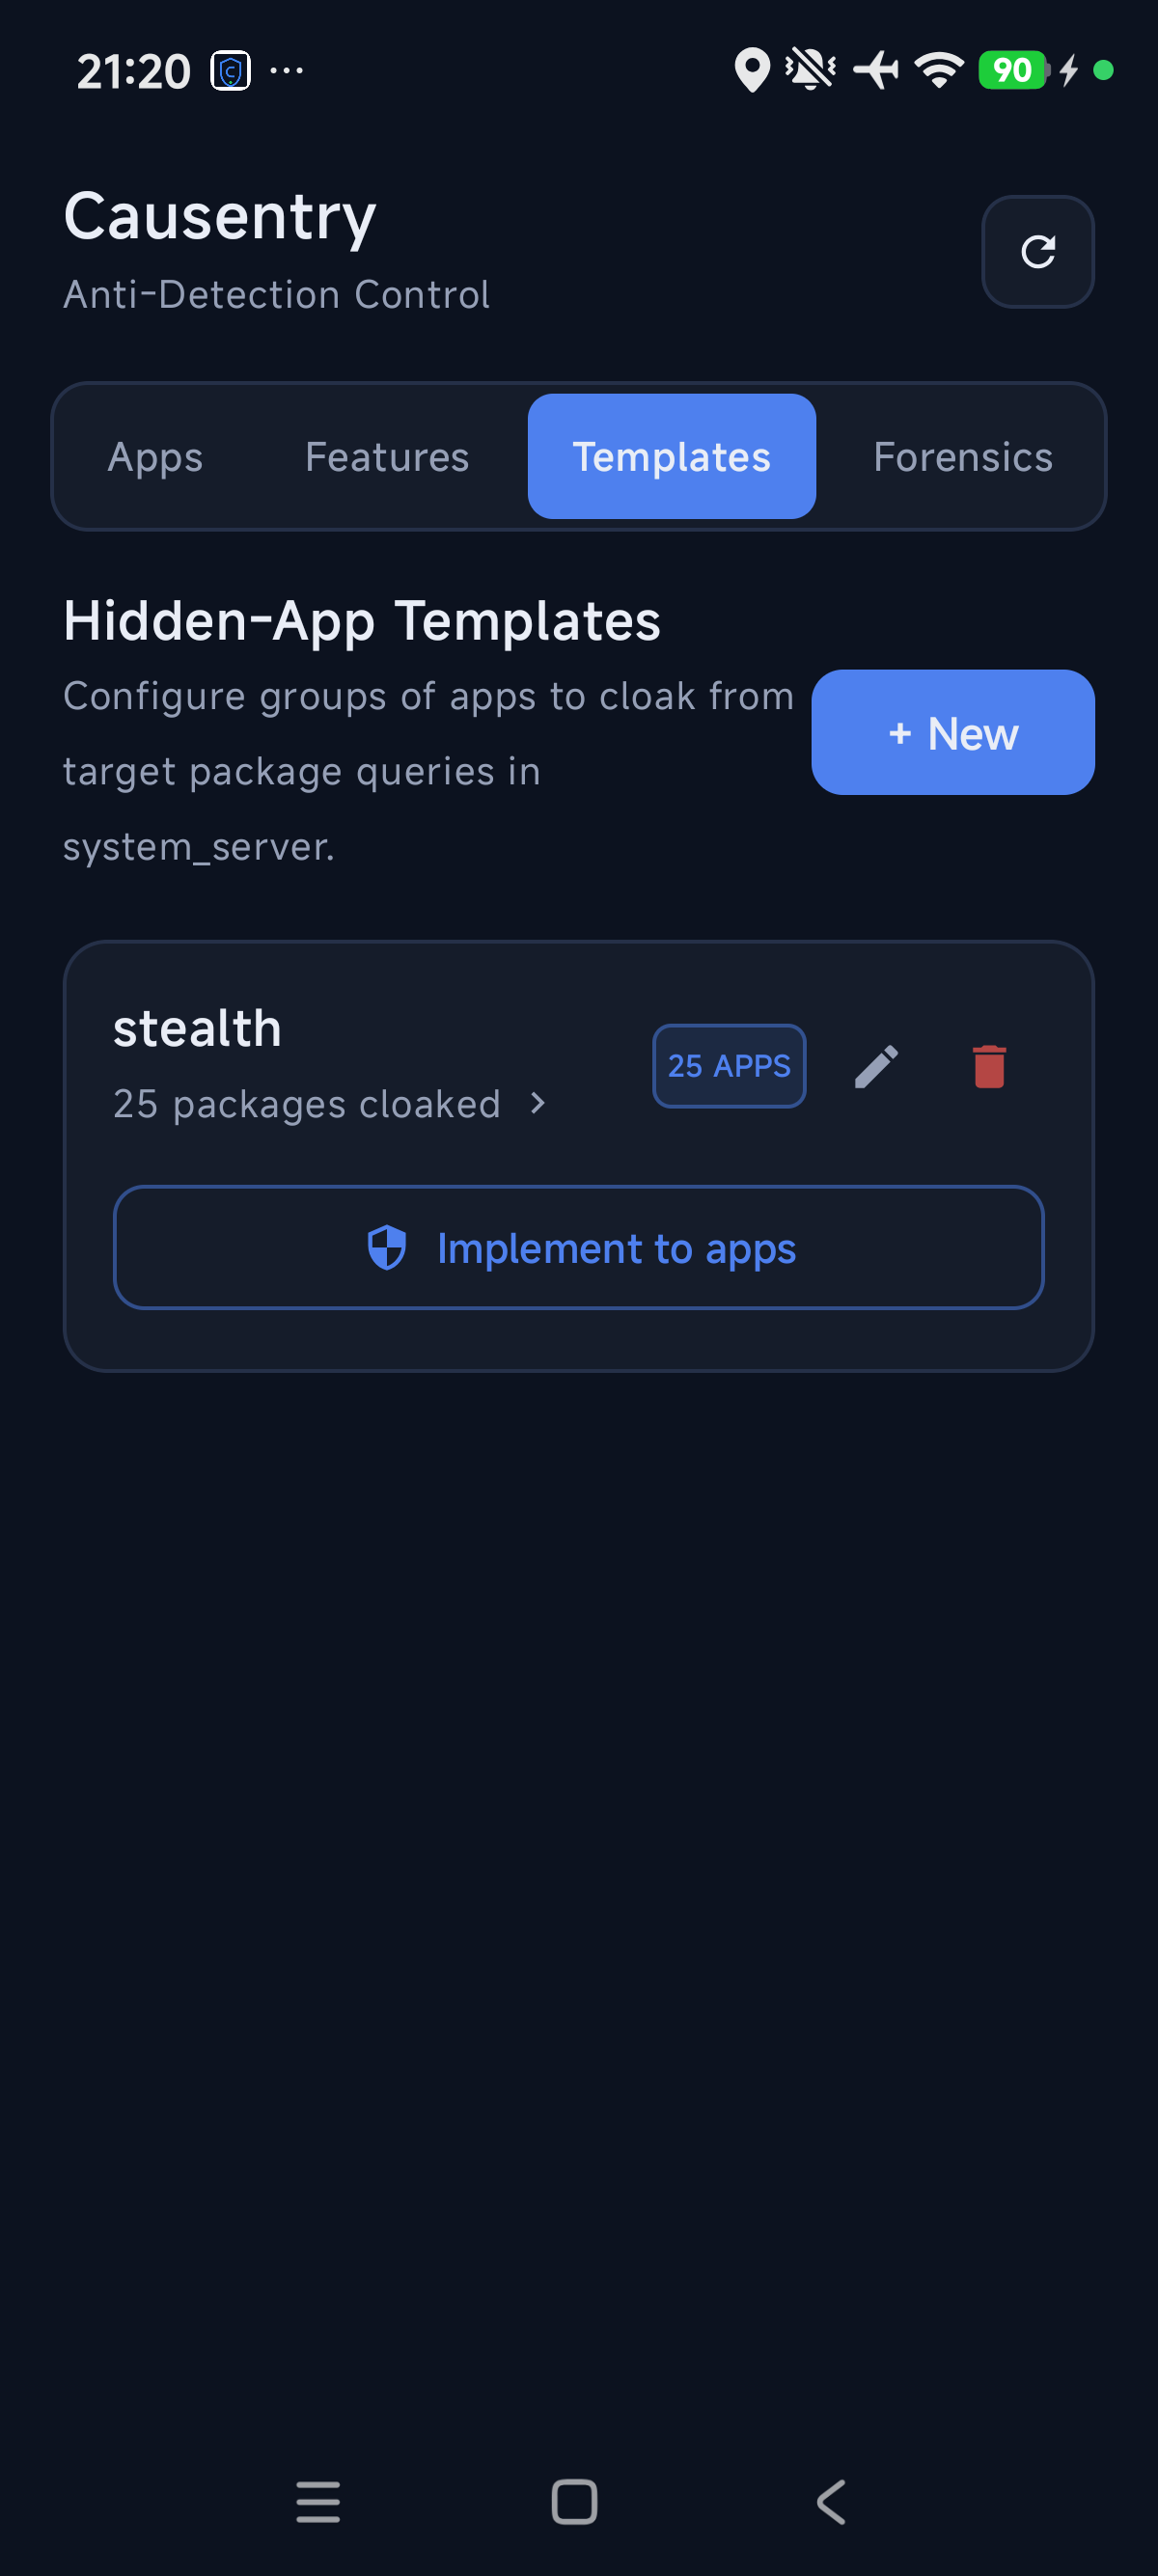 21:20
90
Causentry
Anti-Detection Control
Apps Features Templates Forensics
Hidden-App Templates
Configure groups of apps to cloak from
target package queries in
system_server.
+ New
stealth
25 packages cloaked
25 APPS
Implement to apps